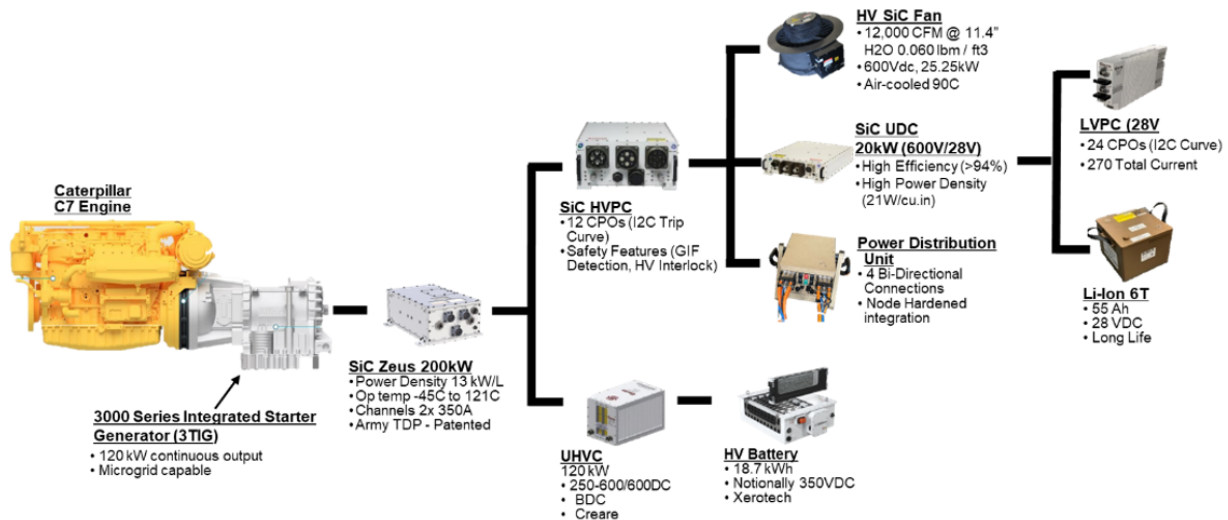 Caterpillar
C7 Engine
3000 Series Integrated Starter
Generator (3TIG)
• 120 kW continuous output
• Microgrid capable
SiC Zeus 200kW
• Power Density 13 kW/L
• Op temp -45C to 121C
• Channels 2x 350A
• Army TDP - Patented
SiC HVPC
• 12 CPOs (I2C Trip
Curve)
• Safety Features (GIF
Detection, HV Interlock)
UHVC
120 kW
• 250-600/600DC
• BDC
• Creare
HV Battery
• 18.7 kWh
• Notionally 350VDC
• Xerotech
HV SiC Fan
• 12,000 CFM @ 11.4"
H2O 0.060 lbm / ft3
• 600Vdc, 25.25kW
• Air-cooled 90C
SiC UDC
20kW (600V/28V)
• High Efficiency (>94%)
• High Power Density
(21W/cu.in)
Power Distribution
Unit
• 4 Bi-Directional
Connections
• Node Hardened
integration
LVPC (28V
• 24 CPOs (I2C Curve)
• 270 Total Current
Li-Ion 6T
• 55 Ah
• 28 VDC
• Long Life